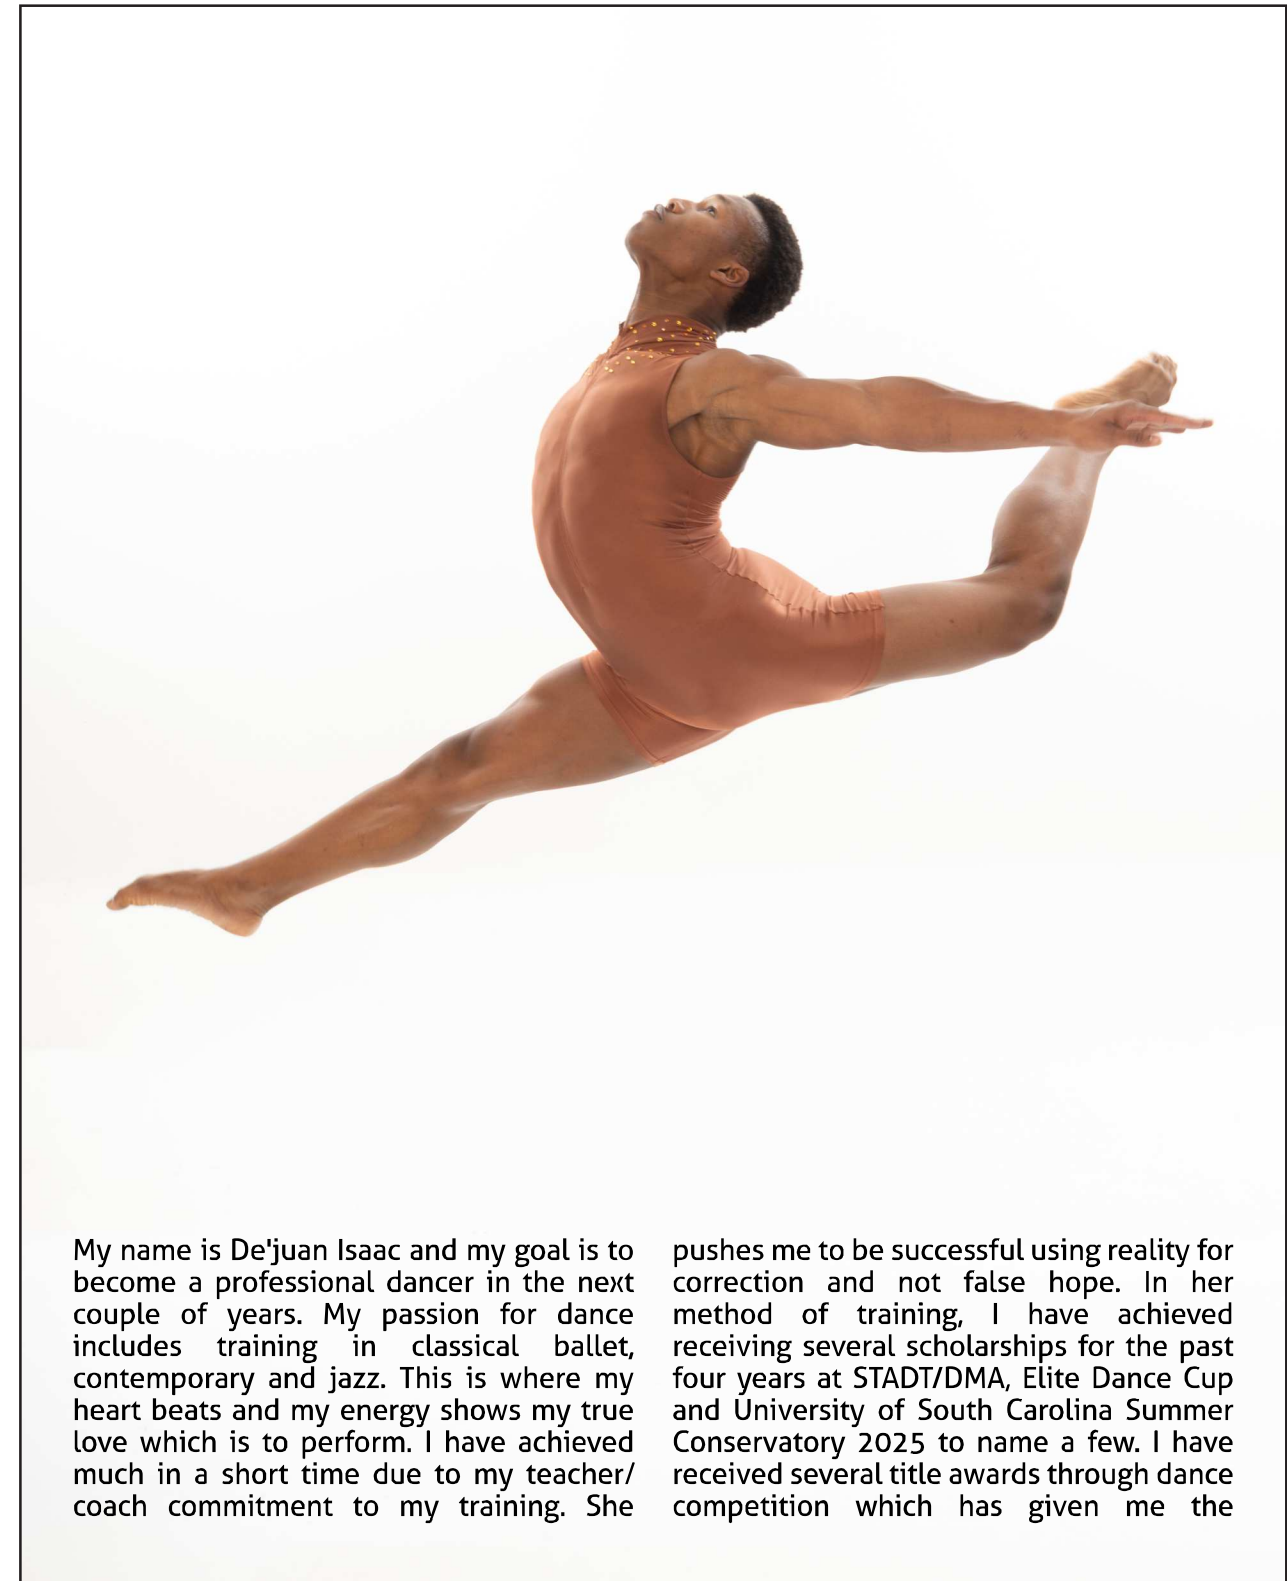 My name is De'juan Isaac and my goal is to
become a professional dancer in the next
couple of years. My passion for dance
includes training in classical ballet,
contemporary and jazz. This is where my
heart beats and my energy shows my true
love which is to perform. I have achieved
much in a short time due to my teacher/
coach commitment to my training. She
pushes me to be successful using reality for
correction and not false hope. In her
method of training, I have achieved
receiving several scholarships for the past
four years at STADT/DMA, Elite Dance Cup
and University of South Carolina Summer
Conservatory 2025 to name a few. I have
received several title awards through dance
competition which has given me the